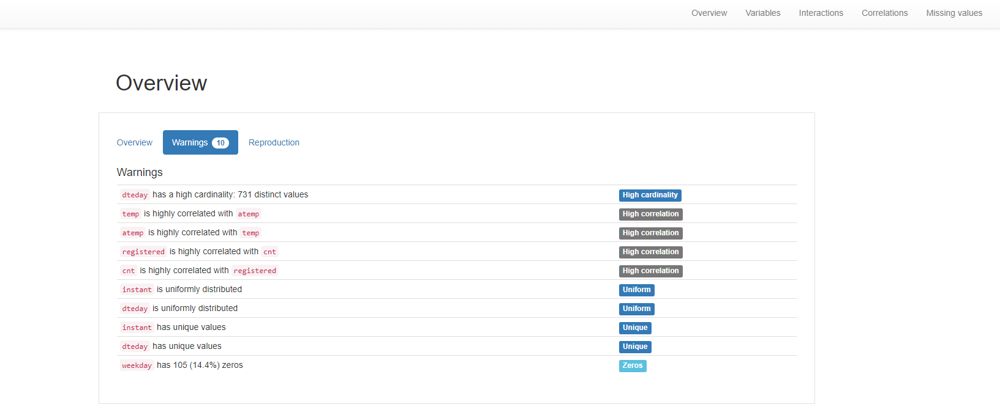 Overview Variables Interactions Correlations Missing values
Overview
Overview Warnings 10 Reproduction
Warnings
dteday has a high cardinality: 731 distinct values High cardinality
temp is highly correlated with atemp High correlation
atemp is highly correlated with temp High correlation
registered is highly correlated with cnt High correlation
cnt is highly correlated with registered High correlation
instant is uniformly distributed Uniform
dteday is uniformly distributed Uniform
instant has unique values Unique
dteday has unique values Unique
weekday has 105 (14.4%) zeros Zeros